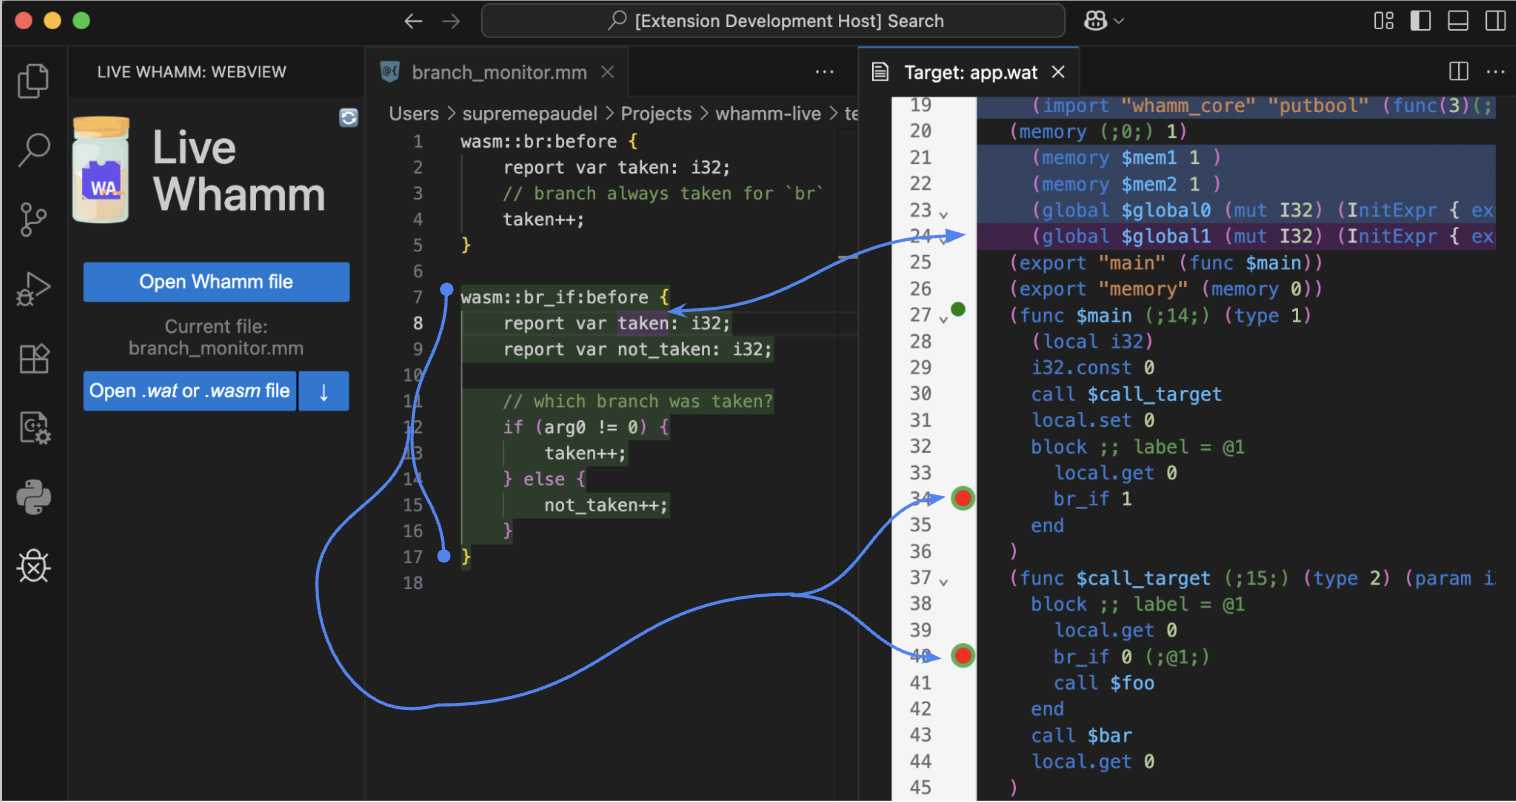 [Extension Development Host] Search
LIVE WHAMM: WEBVIEW
WA
Live
Whamm
Open Whamm file
Current file:
branch_monitor.mm
Open .wat or .wasm file ↓
branch_monitor.mm
Users > supremepaudel > Projects > whamm-live > te
1 wasm::br:before {
2 report var taken: i32;
3 // branch always taken for `br`
4 taken++;
5 }
6
7 wasm::br_if:before {
8 report var taken: i32;
9 report var not_taken: i32;
10
11 // which branch was taken?
12 if (arg0 != 0) {
13 taken++;
14 } else {
15 not_taken++;
16 }
17 }
18
Target: app.wat
19 (import "whamm_core" "putbool" (func(3)(;
20 (memory (;0;) 1)
21 (memory $mem1 1 )
22 (memory $mem2 1 )
23 (global $global0 (mut I32) (InitExpr { ex
24 (global $global1 (mut I32) (InitExpr { ex
25 (export "main" (func $main))
26 (export "memory" (memory 0))
27 (func $main (;14;) (type 1)
28 (local i32)
29 i32.const 0
30 call $call_target
31 local.set 0
32 block ;; label = @1
33 local.get 0
34 br_if 1
35 end
36 )
37 (func $call_target (;15;) (type 2) (param i
38 block ;; label = @1
39 local.get 0
40 br_if 0 (;@1;)
41 call $foo
42 end
43 call $bar
44 local.get 0
45 )